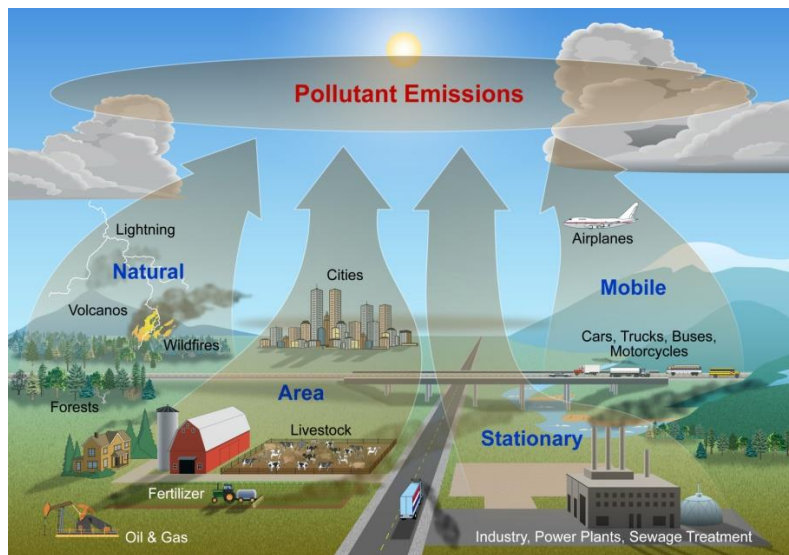 Pollutant Emissions
Lightning
Natural
Volcanos
Wildfires
Forests
Cities
Airplanes
Mobile
Cars, Trucks, Buses,
Motorcycles
Area
Livestock
Stationary
Fertilizer
Oil & Gas
Industry, Power Plants, Sewage Treatment